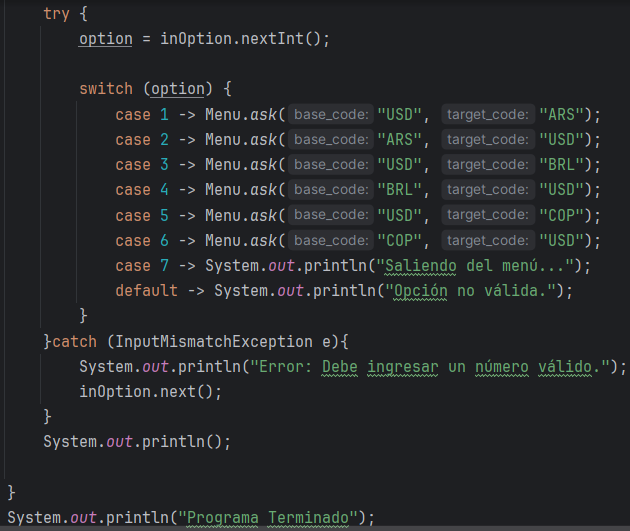 try {
option = inOption.nextInt();
switch (option) {
case 1 -> Menu.ask( base_code: "USD", target_code: "ARS");
case 2 -> Menu.ask( base_code: "ARS", target_code: "USD");
case 3 -> Menu.ask( base_code: "USD", target_code: "BRL");
case 4 -> Menu.ask( base_code: "BRL", target_code: "USD");
case 5 -> Menu.ask( base_code: "USD", target_code: "COP");
case 6 -> Menu.ask( base_code: "COP", target_code: "USD");
case 7 -> System.out.println("Saliendo del menú...");
default -> System.out.println("Opción no válida.");
}
}catch (InputMismatchException e){
System.out.println("Error: Debe ingresar un número válido.");
inOption.next();
}
System.out.println();
}
System.out.println("Programa Terminado");